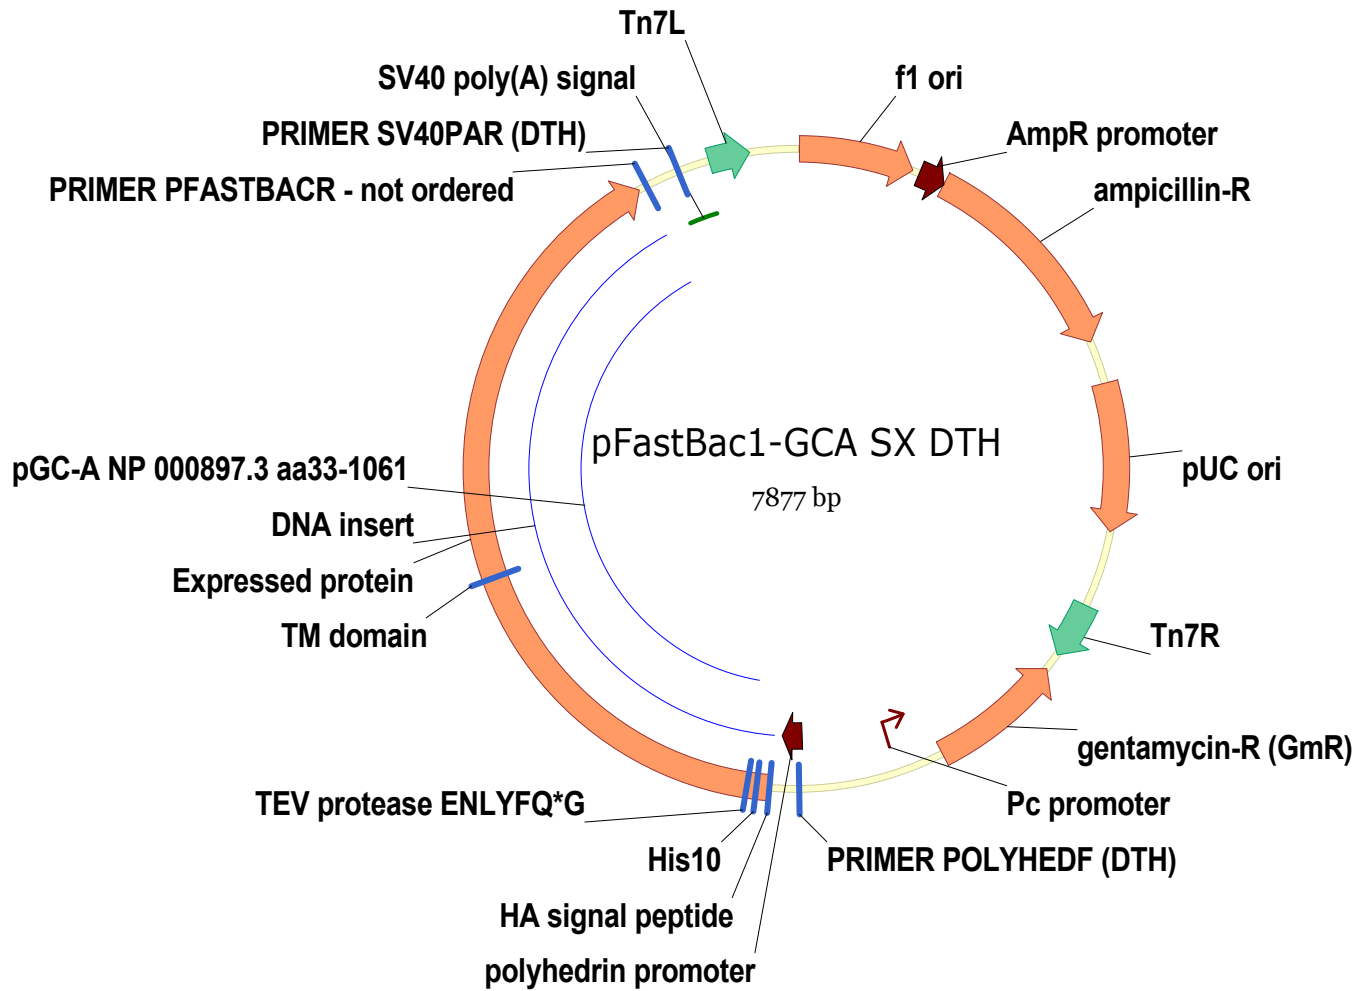 Tn7L
SV40 poly(A) signal
f1 ori
PRIMER SV40PAR (DTH)
AmpR promoter
PRIMER PFASTBACR - not ordered
ampicillin-R
pFastBac1-GCA SX DTH
7877 bp
pGC-A NP 000897.3 aa33-1061
pUC ori
DNA insert
Expressed protein
TM domain
Tn7R
gentamycin-R (GmR)
TEV protease ENLYFQ*G
Pc promoter
His10
PRIMER POLYHEDF (DTH)
HA signal peptide
polyhedrin promoter